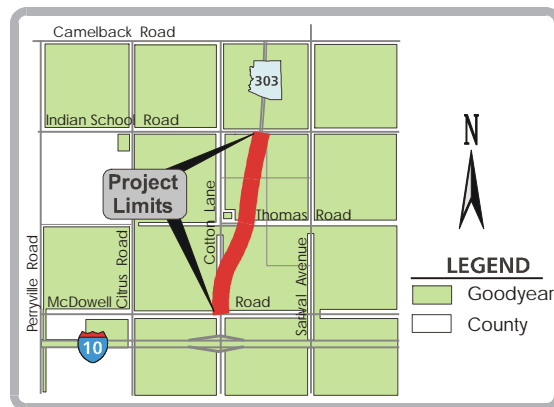 Camelback Road
303
Indian School Road
N
Project
Limits
Cotton Lane
Thomas Road
Perryville Road
Citrus Road
Sarival Avenue
McDowell Road
10
LEGEND
Goodyear
County